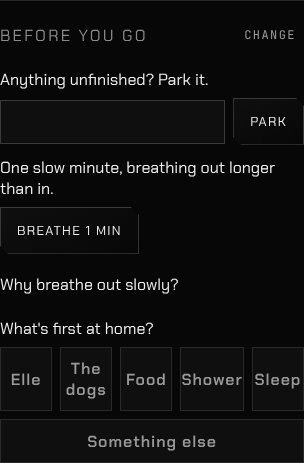 BEFORE YOU GO CHANGE
Anything unfinished? Park it.
PARK
One slow minute, breathing out longer
than in.
BREATHE 1 MIN
Why breathe out slowly?
What's first at home?
Elle The dogs Food Shower Sleep
Something else